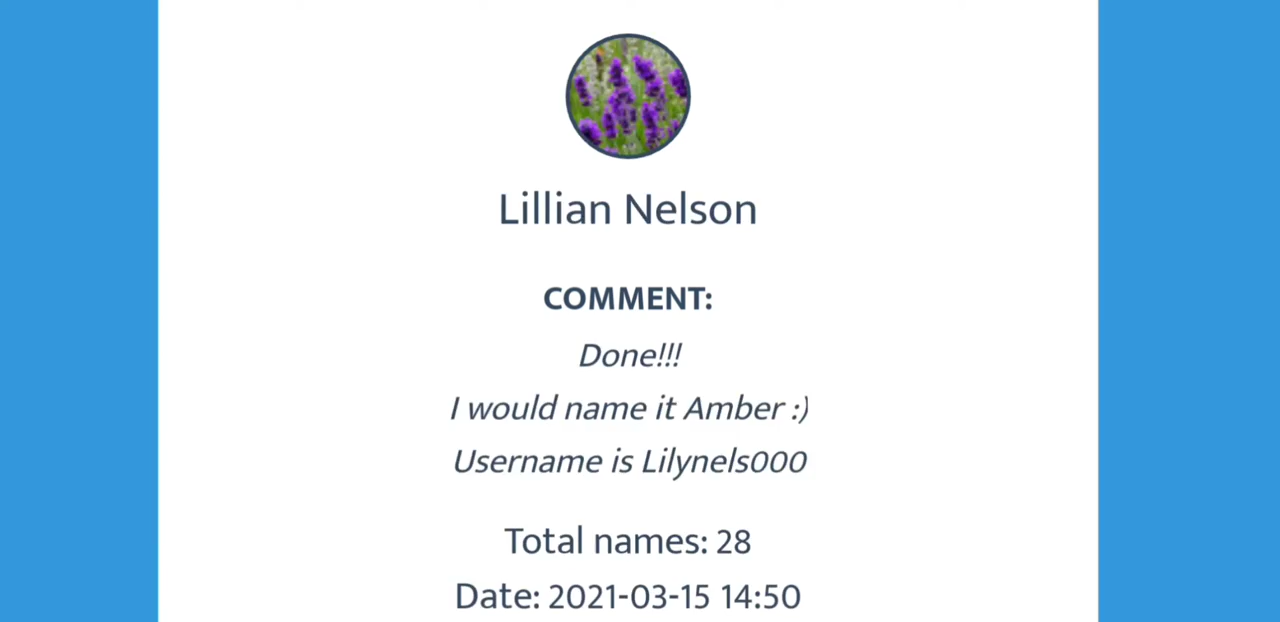 Lillian Nelson
COMMENT:
Done!!!
I would name it Amber :)
Username is Lilynels000
Total names: 28
Date: 2021-03-15 14:50